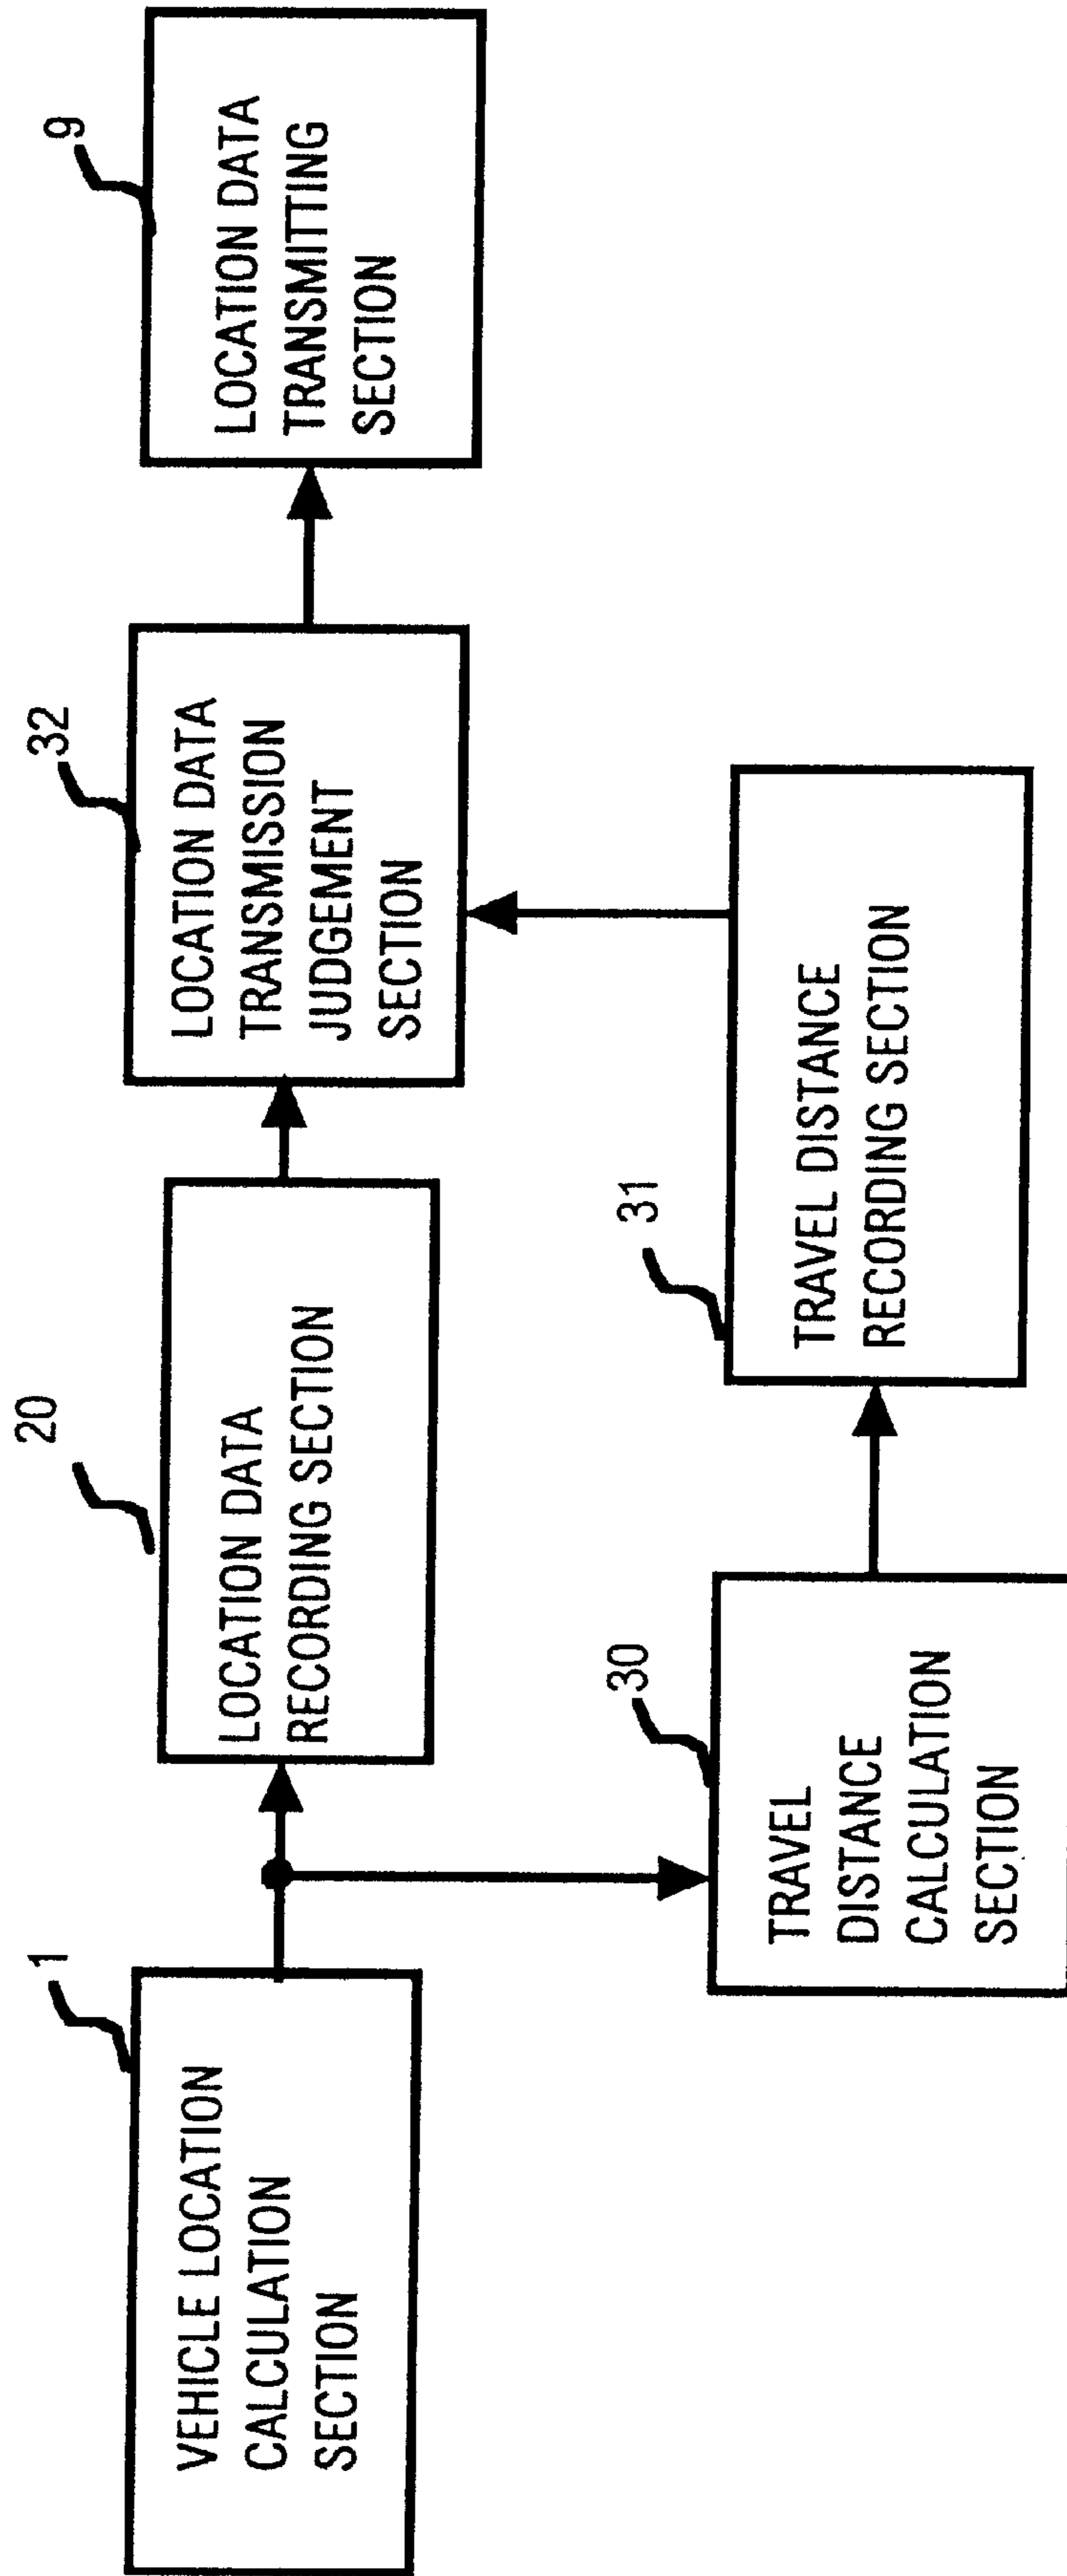 1
VEHICLE LOCATION
CALCULATION
SECTION
20
LOCATION DATA
RECORDING SECTION
32
LOCATION DATA
TRANSMISSION
JUDGEMENT
SECTION
9
LOCATION DATA
TRANSMITTING
SECTION
30
TRAVEL
DISTANCE
CALCULATION
SECTION
31
TRAVEL DISTANCE
RECORDING SECTION